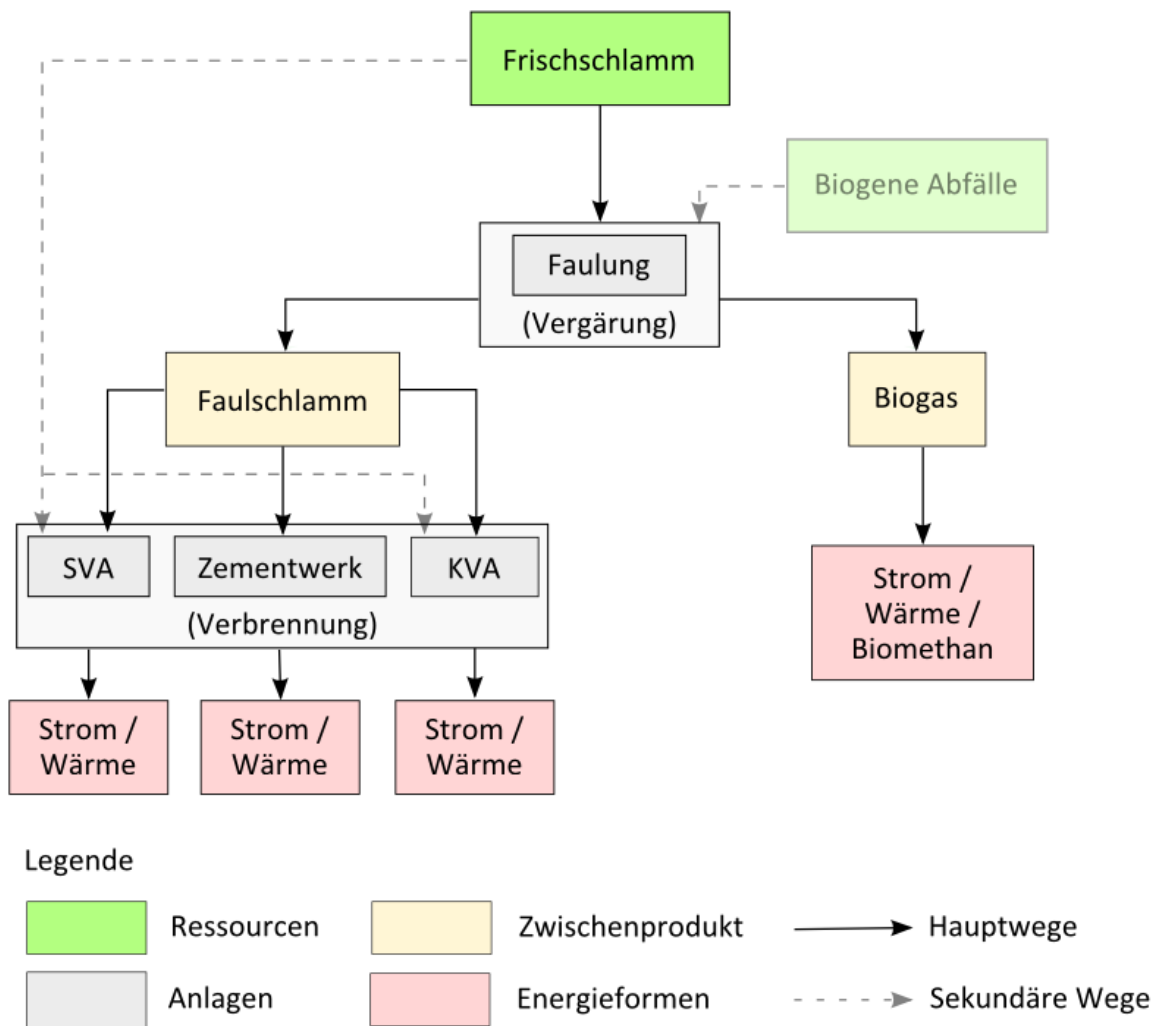 Frischschlamm
Biogene Abfälle
Faulung
(Vergärung)
Faulschlamm
Biogas
SVA
Zementwerk
KVA
(Verbrennung)
Strom /
Wärme /
Biomethan
Strom /
Wärme
Strom /
Wärme
Strom /
Wärme
Legende
Ressourcen
Zwischenprodukt
Hauptwege
Anlagen
Energieformen
Sekundäre Wege